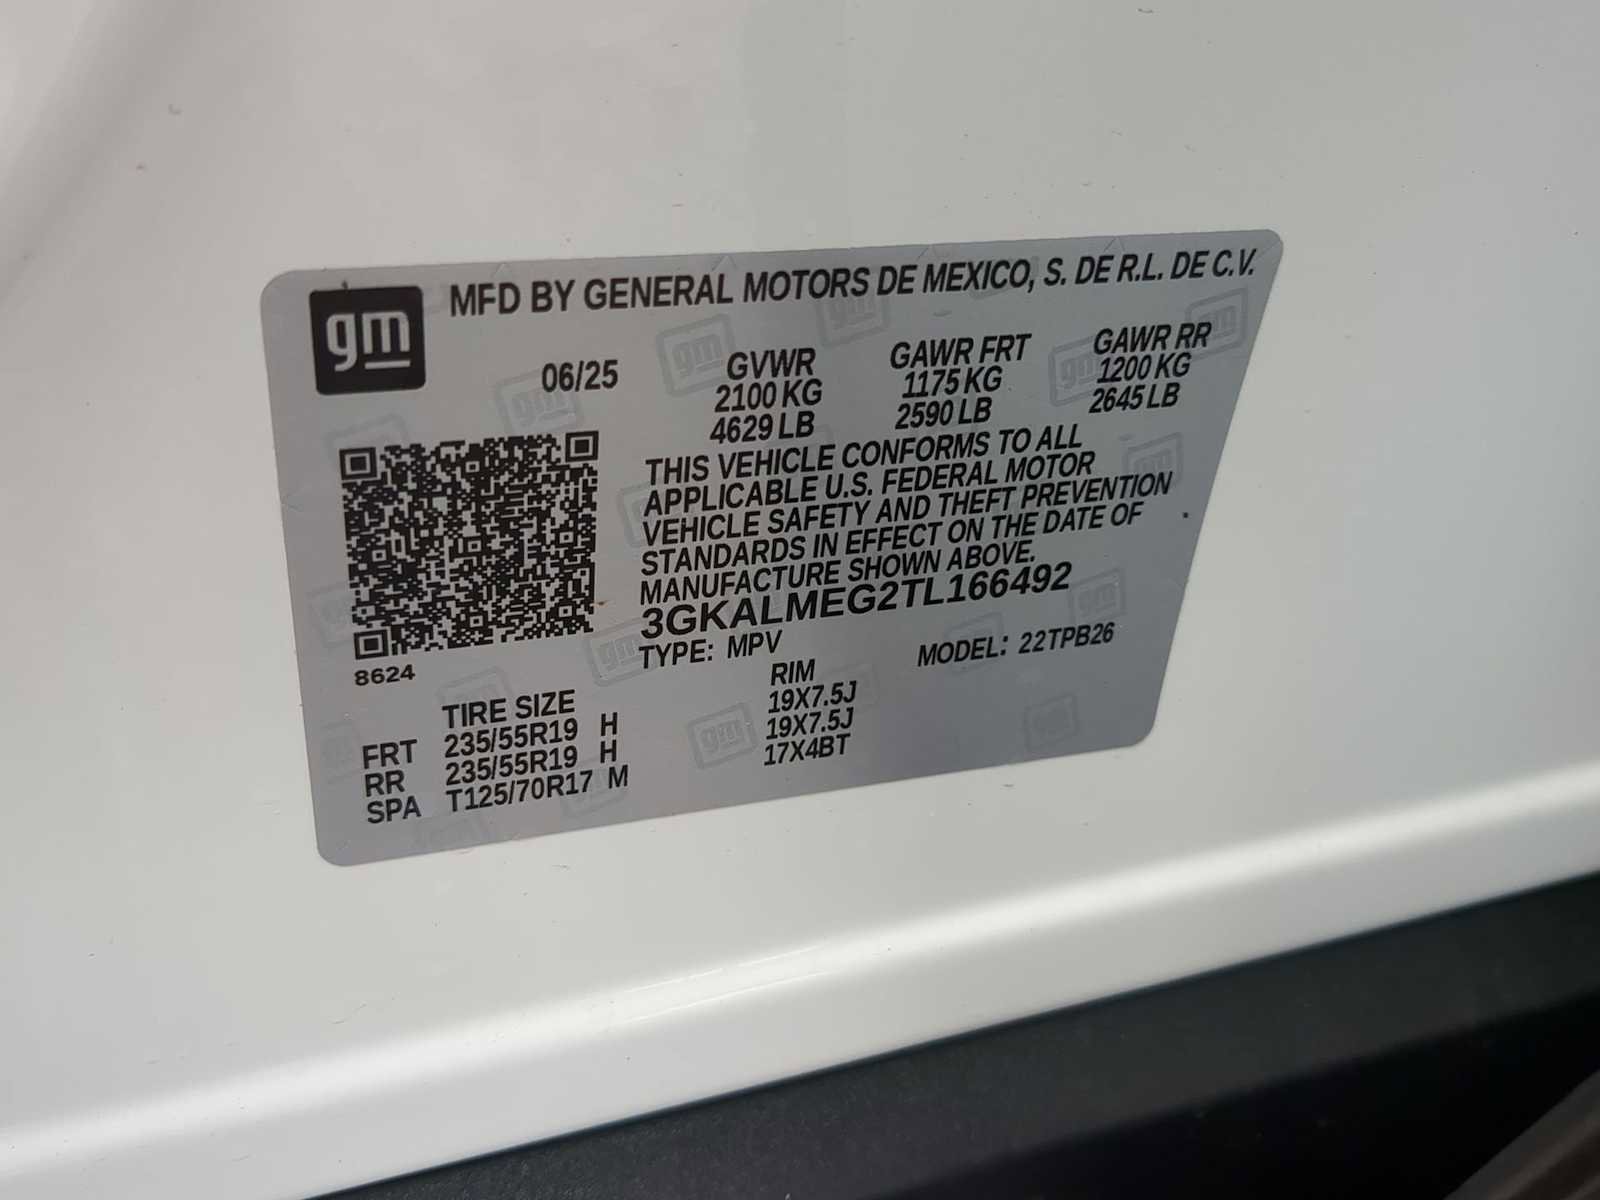 gm MFD BY GENERAL MOTORS DE MEXICO, S. DE R.L. DE C.V.
06/25 GVWR GAWR FRT GAWR RR
2100 KG 1175 KG 1200 KG
4629 LB 2590 LB 2645 LB
THIS VEHICLE CONFORMS TO ALL
APPLICABLE U.S. FEDERAL MOTOR
VEHICLE SAFETY AND THEFT PREVENTION
STANDARDS IN EFFECT ON THE DATE OF
MANUFACTURE SHOWN ABOVE.
3GKALMEG2TL166492
TYPE: MPV MODEL: 22TPB26
8624
TIRE SIZE RIM
FRT 235/55R19 H 19X7.5J
RR 235/55R19 H 19X7.5J
SPA T125/70R17 M 17X4BT